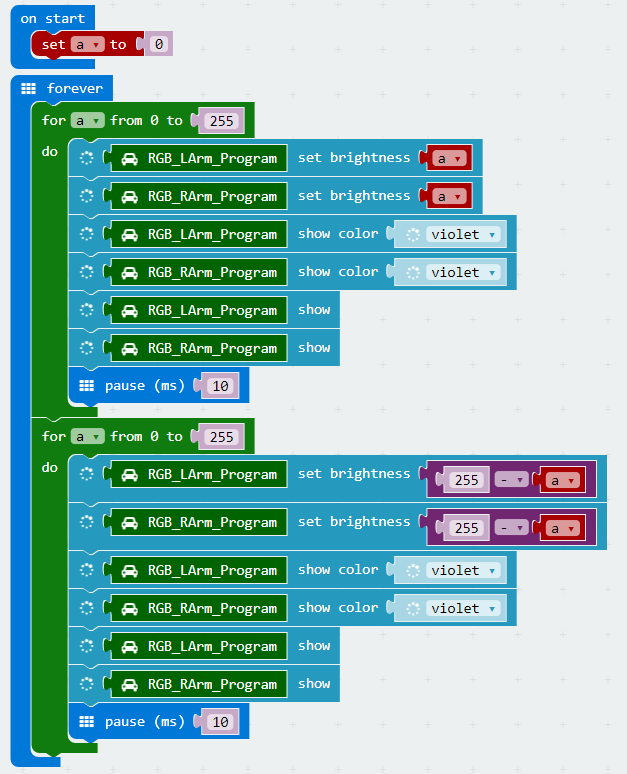 on start
set a to 0
forever
for a from 0 to 255
do
RGB_LArm_Program set brightness a
RGB_RArm_Program set brightness a
RGB_LArm_Program show color violet
RGB_RArm_Program show color violet
RGB_LArm_Program show
RGB_RArm_Program show
pause (ms) 10
for a from 0 to 255
do
RGB_LArm_Program set brightness 255 - a
RGB_RArm_Program set brightness 255 - a
RGB_LArm_Program show color violet
RGB_RArm_Program show color violet
RGB_LArm_Program show
RGB_RArm_Program show
pause (ms) 10